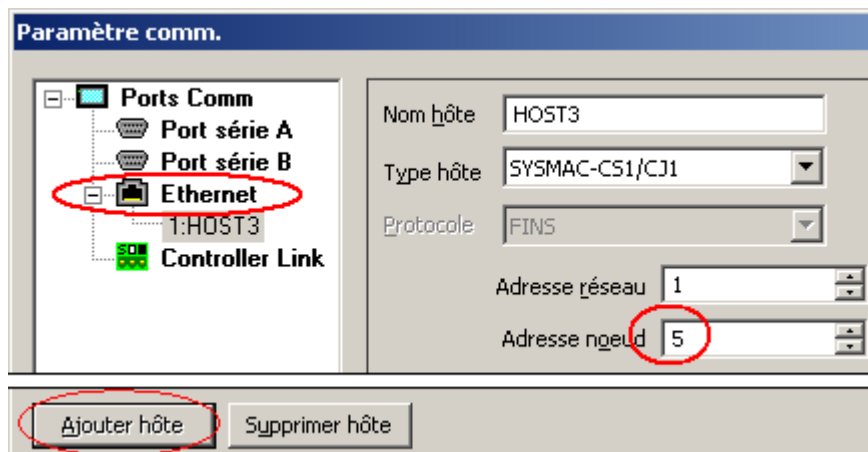 Paramètre comm.
Ports Comm
Port série A
Port série B
Ethernet
1:HOST3
Controller Link
Nom hôte HOST3
Type hôte SYSMAC-CS1/CJ1
Protocole FINS
Adresse réseau 1
Adresse noeud 5
Ajouter hôte Supprimer hôte